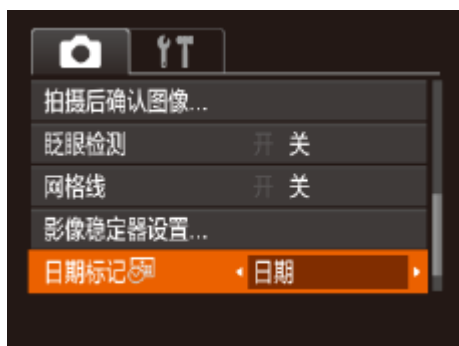 拍摄后确认图像...
眨眼检测 开 关
网格线 开 关
影像稳定器设置...
日期标记 日期